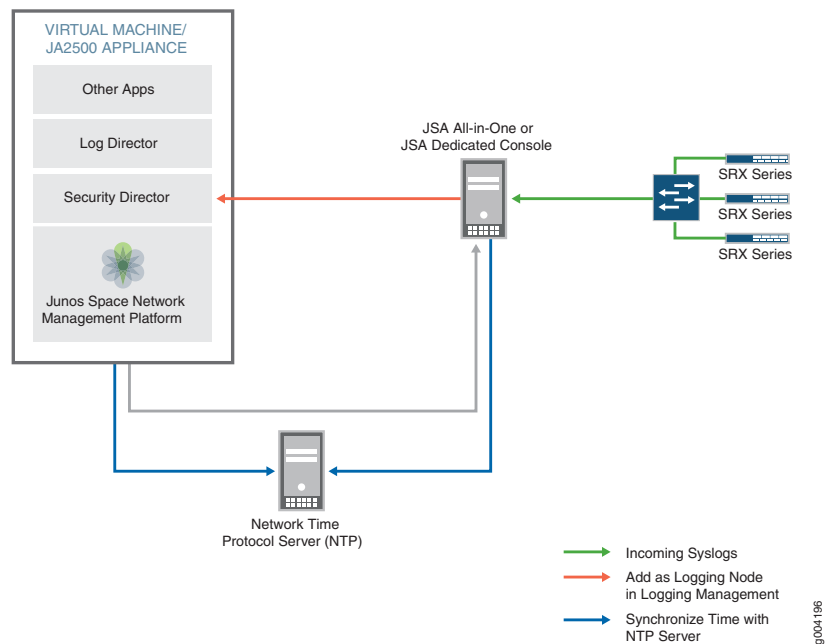 VIRTUAL MACHINE/
JA2500 APPLIANCE
Other Apps
Log Director
Security Director
Junos Space Network
Management Platform
JSA All-in-One or
JSA Dedicated Console
SRX Series
SRX Series
SRX Series
Network Time
Protocol Server (NTP)
Incoming Syslogs
Add as Logging Node
in Logging Management
Synchronize Time with
NTP Server
g004196